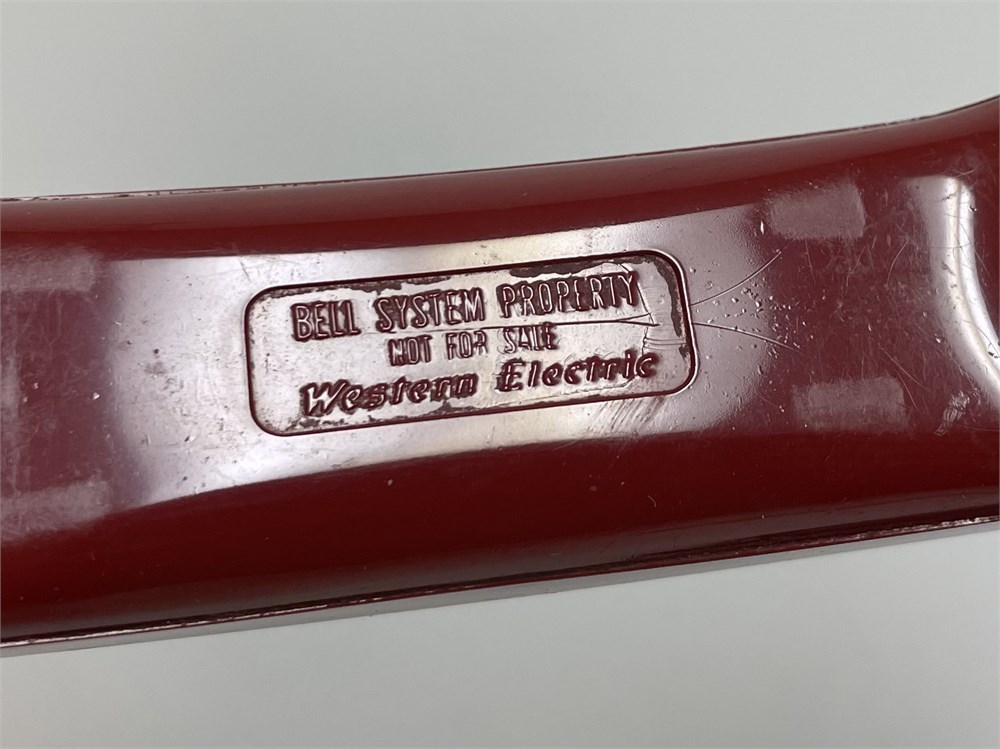 BELL SYSTEM PROPERTY
NOT FOR SALE
Western Electric